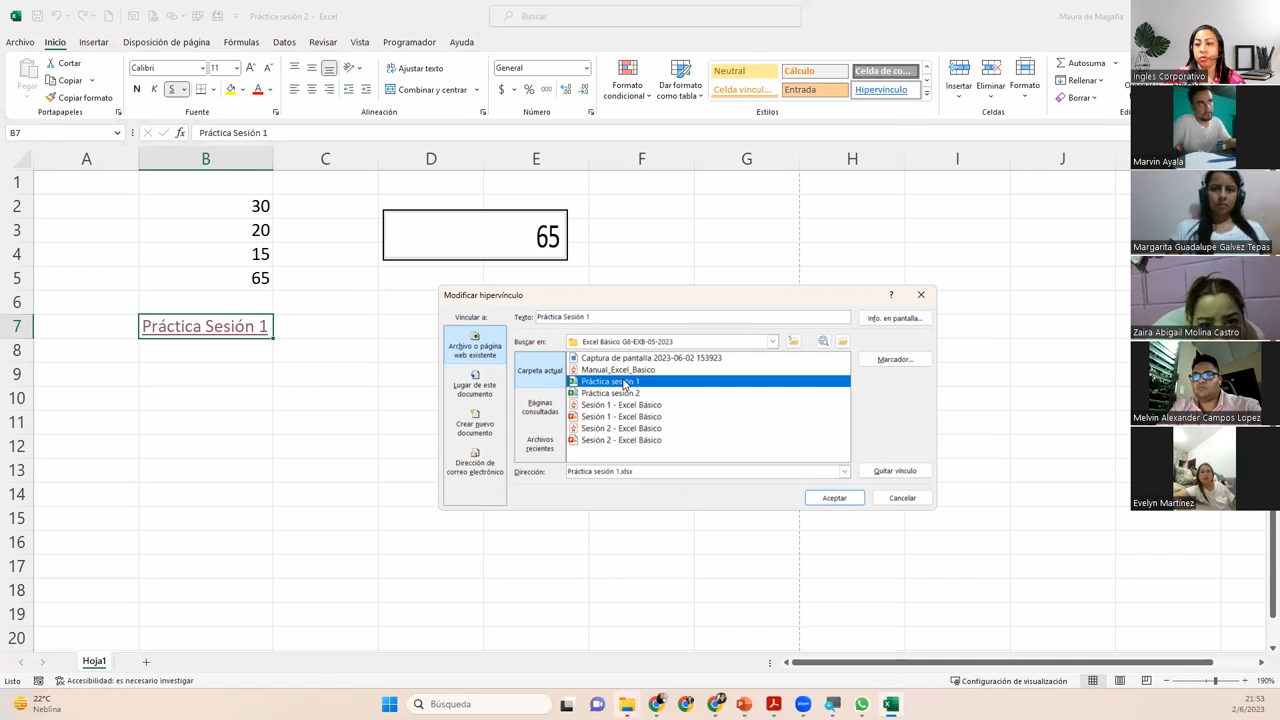 Práctica sesión 2 - Excel
Buscar
Maura de Magaña
Archivo
Inicio
Insertar
Disposición de página
Fórmulas
Datos
Revisar
Vista
Programador
Ayuda
Pegar
Cortar
Copiar
Copiar formato
Portapapeles
Calibri
11
N
K
S
Fuente
Ajustar texto
Combinar y centrar
Alineación
General
Número
Formato condicional
Dar formato como tabla
Neutral
Cálculo
Celda de co...
Celda vincul...
Entrada
Hipervínculo
Estilos
Insertar
Eliminar
Formato
Celdas
Autosuma
Rellenar
Borrar
B7
fx
Práctica Sesión 1
A B C D E F G H I J
1
2 30
3 20
4 15
5 65
65
6
7 Práctica Sesión 1
8
9
10
11
12
13
14
15
16
17
18
19
20
Modificar hipervínculo
?
Vincular a:
Texto:
Práctica Sesión 1
Info. en pantalla...
Archivo o página web existente
Lugar de este documento
Crear nuevo documento
Dirección de correo electrónico
Buscar en:
Excel Básico G8-EXB-05-2023
Carpeta actual
Páginas consultadas
Archivos recientes
Captura de pantalla 2023-06-02 153923
Manual_Excel_Basico
Práctica sesión 1
Práctica sesión 2
Sesión 1 - Excel Básico
Sesión 1 - Excel Básico
Sesión 2 - Excel Básico
Sesión 2 - Excel Básico
Marcador...
Dirección:
Práctica sesión 1.xlsx
Quitar vínculo
Aceptar
Cancelar
Ingles Corporativo
Marvin Ayala
Margarita Guadalupe Galvez Tepas
Zaira Abigail Molina Castro
Melvin Alexander Campos Lopez
Evelyn Martínez
Hoja1
Listo
Accesibilidad: es necesario investigar
Configuración de visualización
190%
22°C
Neblina
Búsqueda
21:53
2/6/2023